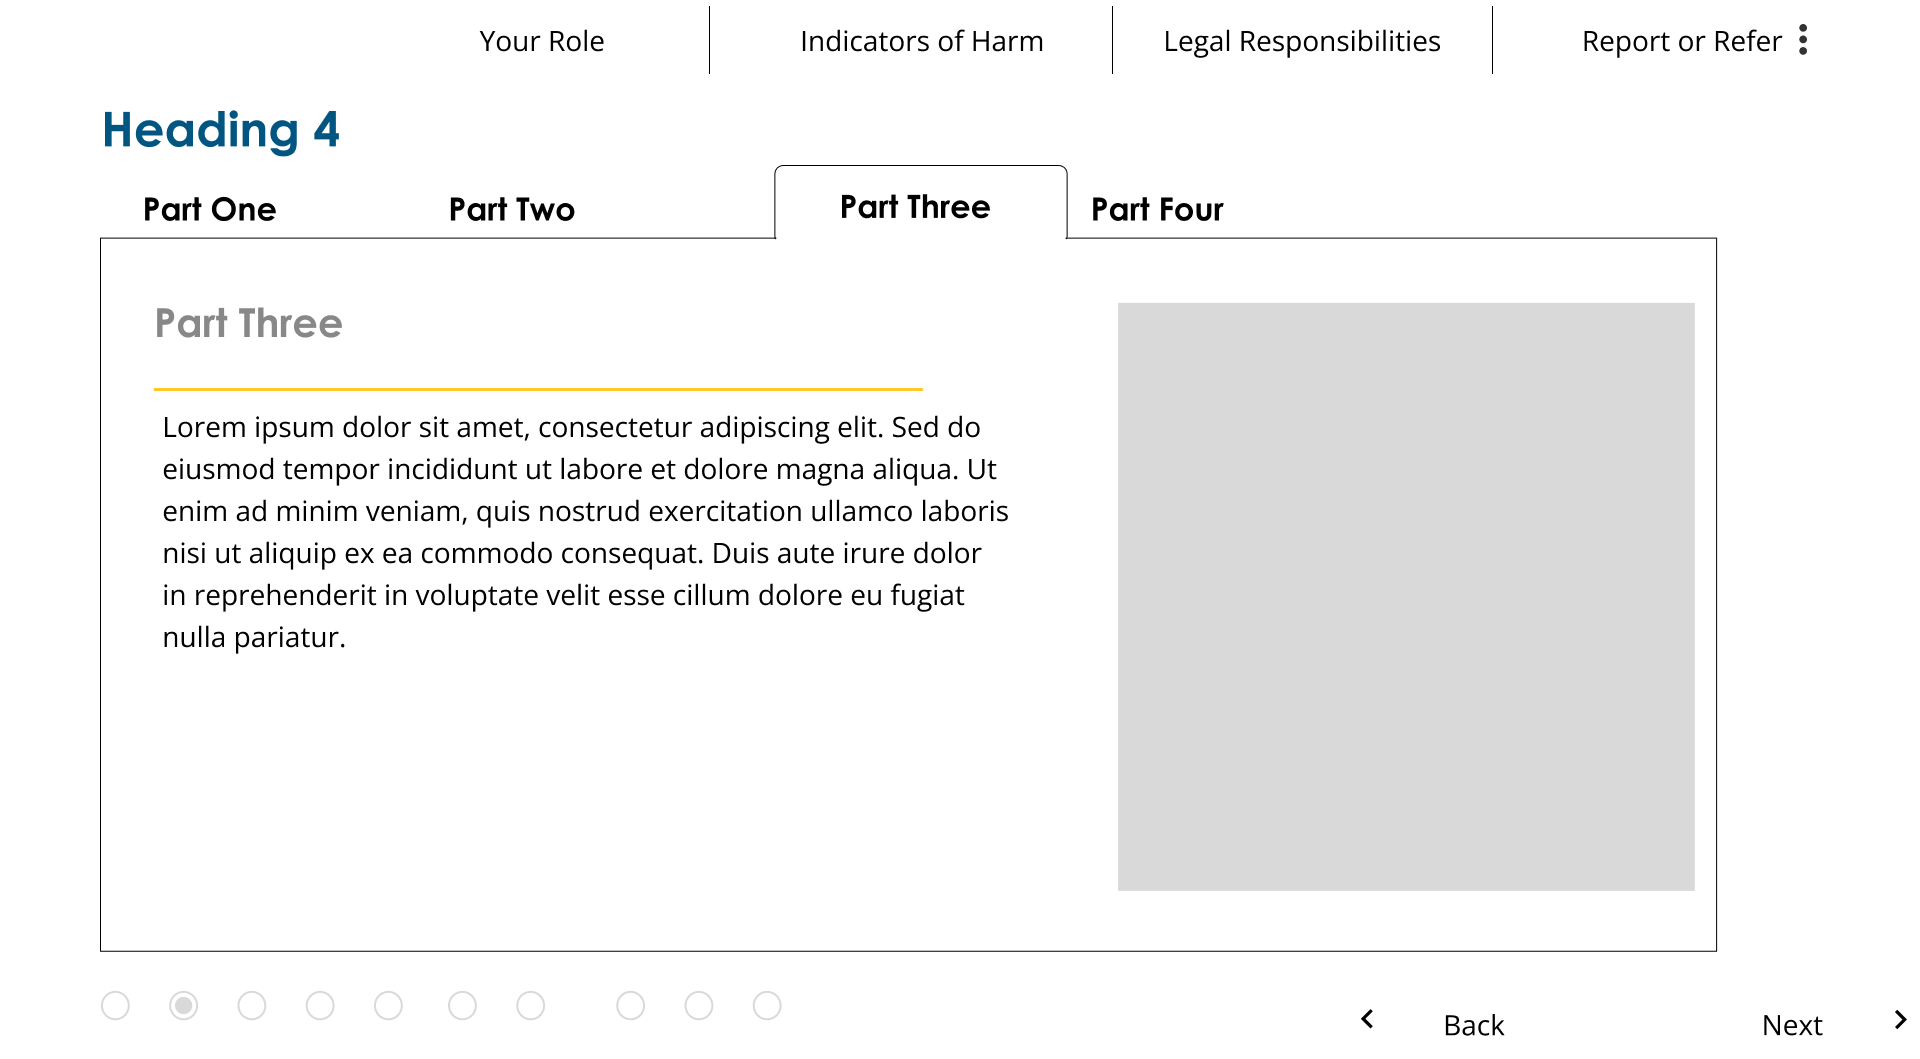 Your Role
Indicators of Harm
Legal Responsibilities
Report or Refer
Heading 4
Part One
Part Two
Part Three
Part Four
Part Three
Lorem ipsum dolor sit amet, consectetur adipiscing elit. Sed do
eiusmod tempor incididunt ut labore et dolore magna aliqua. Ut
enim ad minim veniam, quis nostrud exercitation ullamco laboris
nisi ut aliquip ex ea commodo consequat. Duis aute irure dolor
in reprehenderit in voluptate velit esse cillum dolore eu fugiat
nulla pariatur.
Back
Next